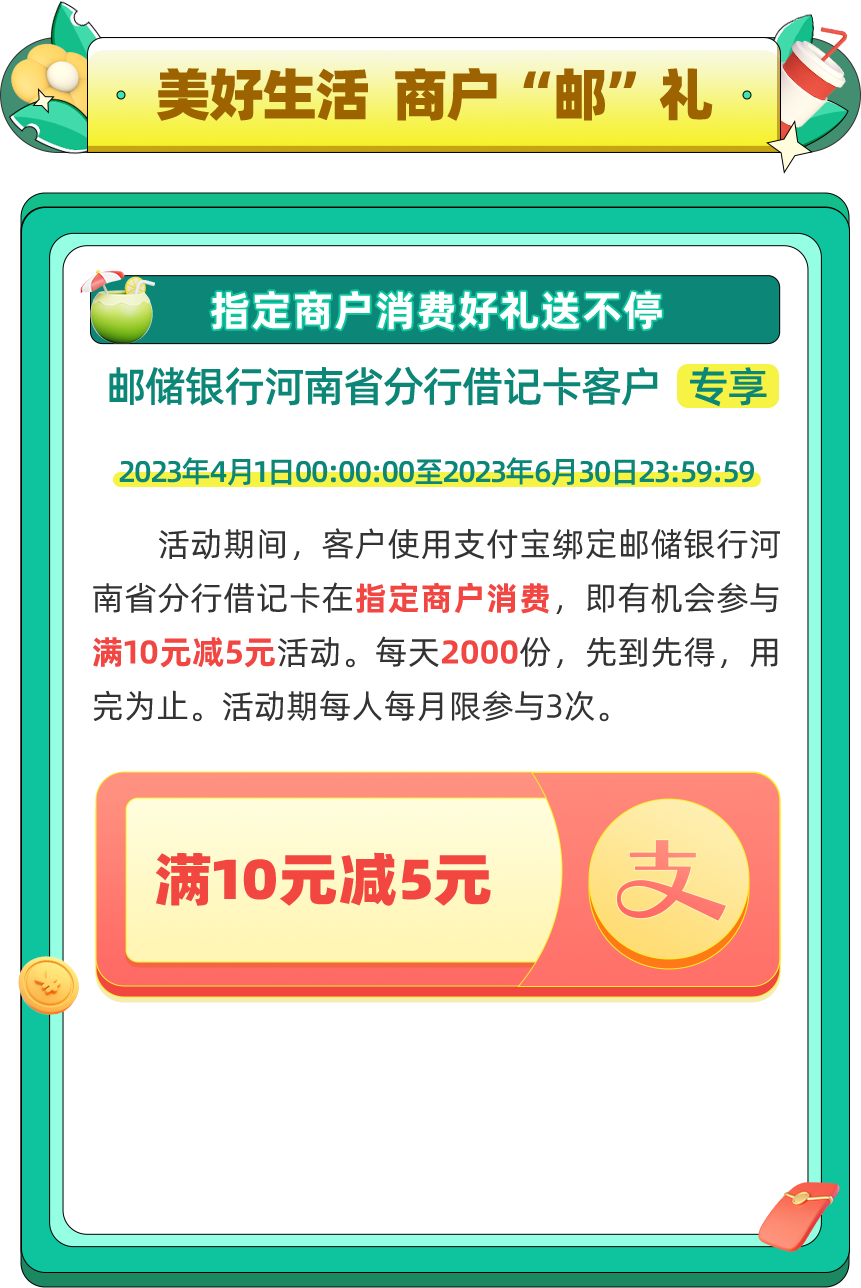 美好生活 商户“邮”礼
指定商户消费好礼送不停
邮储银行河南省分行借记卡客户 专享
2023年4月1日00:00:00至2023年6月30日23:59:59
活动期间，客户使用支付宝绑定邮储银行河
南省分行借记卡在指定商户消费，即有机会参与
满10元减5元活动。每天2000份，先到先得，用
完为止。活动期每人每月限参与3次。
满10元减5元
支